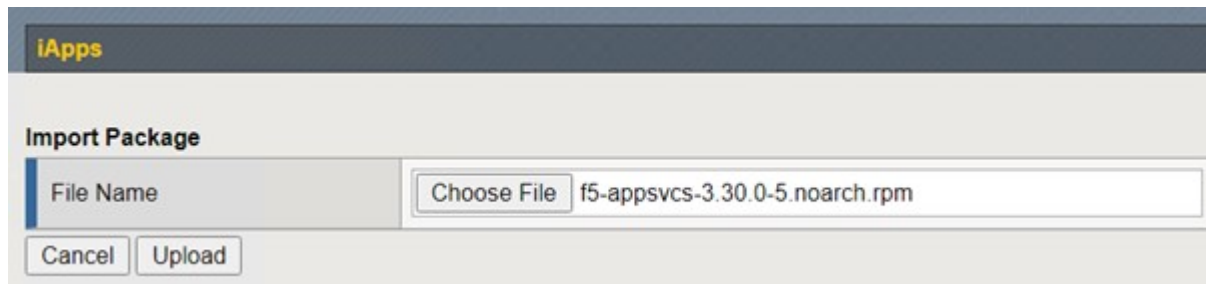 iApps
Import Package
File Name Choose File f5-appsvcs-3.30.0-5.noarch.rpm
Cancel Upload